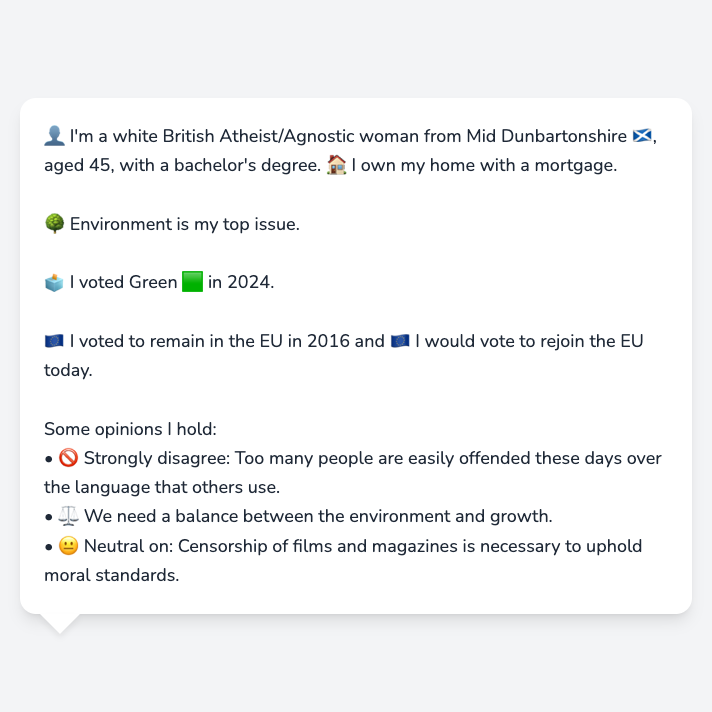 👤 I'm a white British Atheist/Agnostic woman from Mid Dunbartonshire 🏴󠁧󠁢󠁳󠁣󠁴󠁿,
aged 45, with a bachelor's degree. 🏠 I own my home with a mortgage.
🌳 Environment is my top issue.
🗳️ I voted Green 🟩 in 2024.
🇪🇺 I voted to remain in the EU in 2016 and 🇪🇺 I would vote to rejoin the EU
today.
Some opinions I hold:
• 🚫 Strongly disagree: Too many people are easily offended these days over
the language that others use.
• ⚖️ We need a balance between the environment and growth.
• 😐 Neutral on: Censorship of films and magazines is necessary to uphold
moral standards.